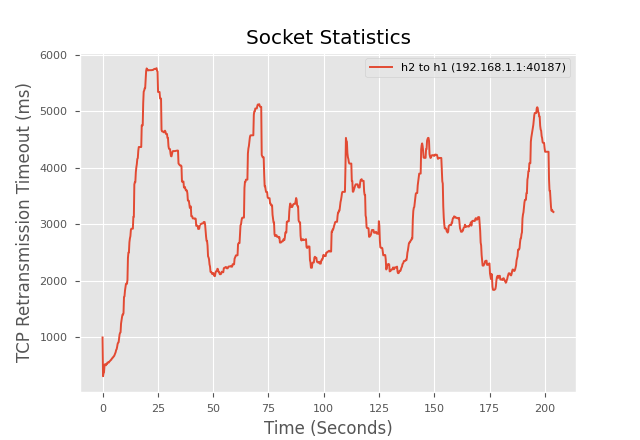 Socket Statistics
h2 to h1 (192.168.1.1:40187)
TCP Retransmission Timeout (ms)
6000
5000
4000
3000
2000
1000
0 25 50 75 100 125 150 175 200
Time (Seconds)